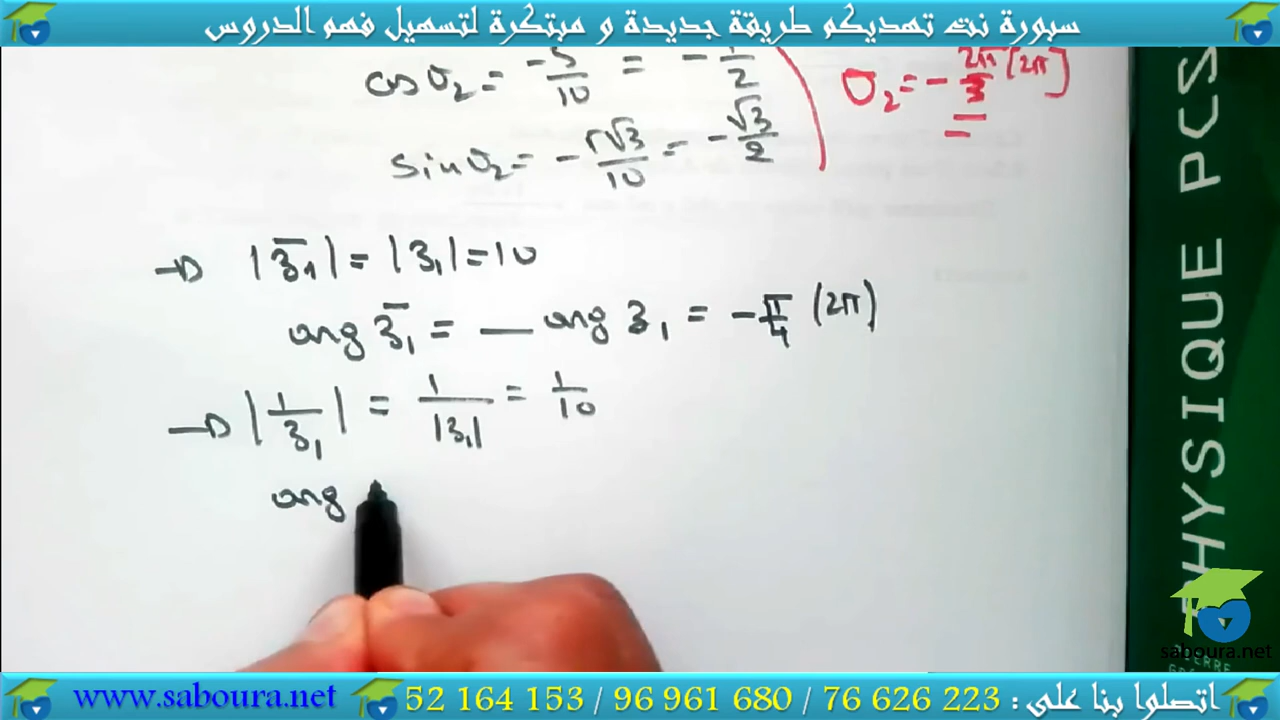 سبورة نت تهديكم طريقة جديدة و مبتكرة لتسهيل فهم الدروس
cos θ₂ = -5/10 = -1/2
θ₂ = -2π/3 (2π)
sin θ₂ = -5√3/10 = -√3/2
→ |z̄₁| = |z₁| = 10
arg z̄₁ = - arg z₁ = -π/4 (2π)
→ |1/z₁| = 1/|z₁| = 1/10
arg
PHYSIQUE PCS
saboura.net
www.saboura.net
اتصلوا بنا على : 52 164 153 / 96 961 680 / 76 626 223